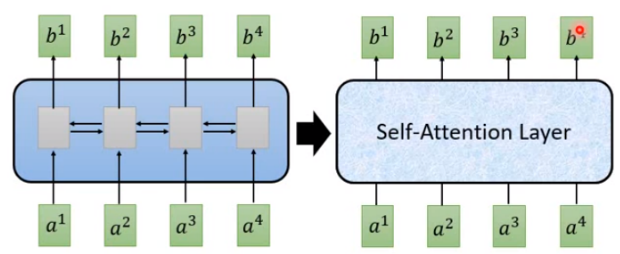 b¹ b² b³ b⁴ b¹ b² b³ b
Self-Attention Layer
a¹ a² a³ a⁴ a¹ a² a³ a⁴